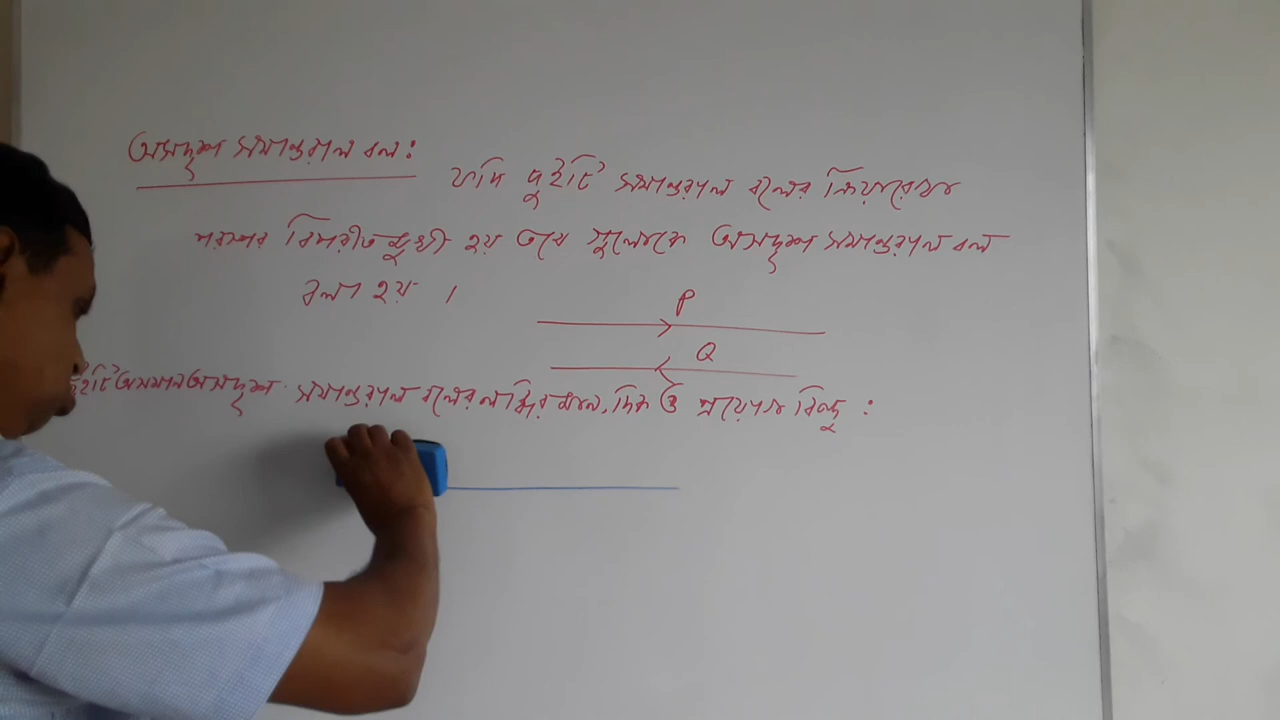 অসদৃশ সমান্তরাল বল :
যদি দুইটি সমান্তরাল বলের ক্রিয়ারেখা
পরস্পর বিপরীতমুখী হয় তবে এদেরকে অসদৃশ সমান্তরাল বল
বলা হয় ।
P
Q
দুইটি অসমান অসদৃশ সমান্তরাল বলের লব্ধির মান, দিক ও প্রয়োগ বিন্দু :